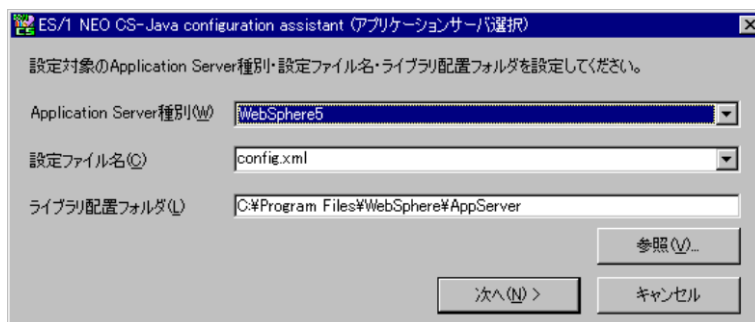 ES/1 NEO CS-Java configuration assistant (アプリケーションサーバ選択)
設定対象のApplication Server種別・設定ファイル名・ライブラリ配置フォルダを設定してください。
Application Server種別(W) WebSphere5
設定ファイル名(C) config.xml
ライブラリ配置フォルダ(L) C:¥Program Files¥WebSphere¥AppServer
参照(V)...
次へ(N) > キャンセル